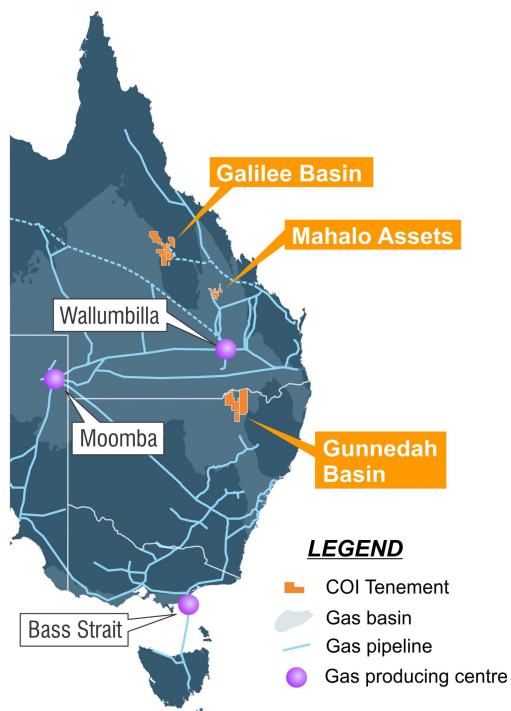 Galilee Basin
Mahalo Assets
Wallumbilla
Moomba
Gunnedah
Basin
LEGEND
COI Tenement
Gas basin
Bass Strait
Gas pipeline
Gas producing centre